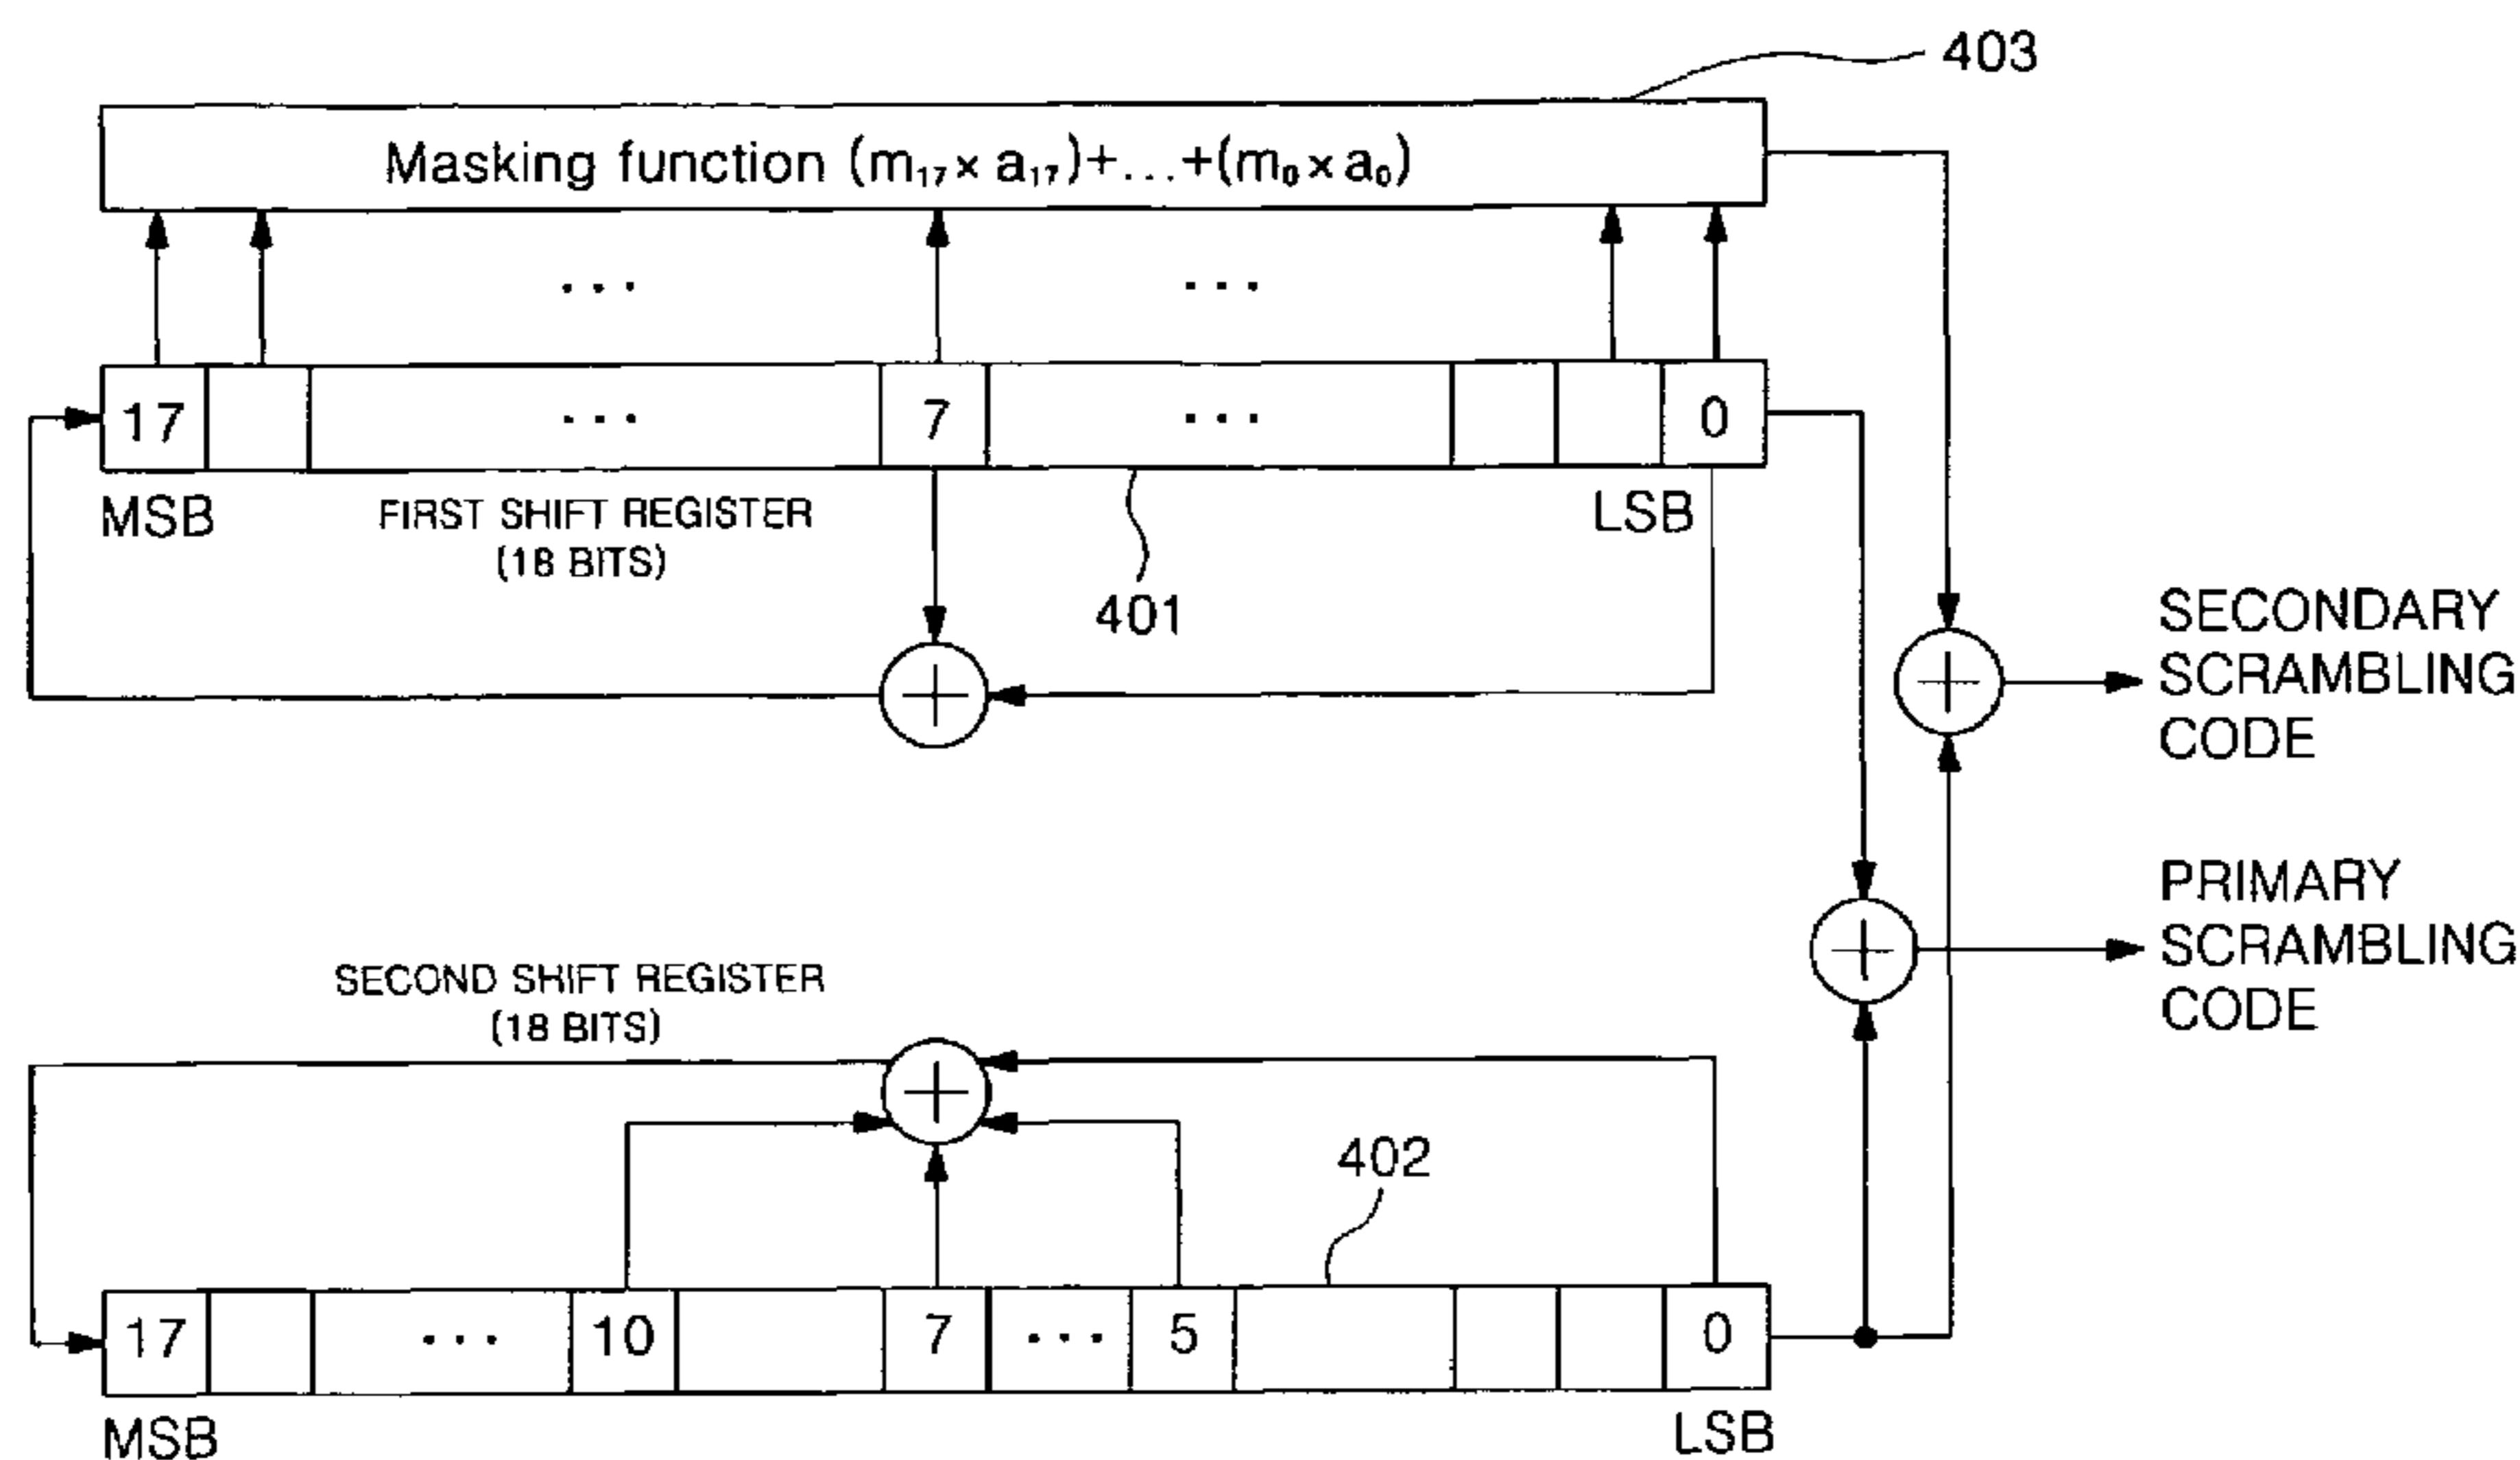 403
Masking function (m₁₇× a₁₇)+...+(m₀×a₀)
... ...
17 ... 7 ... 0
MSB
FIRST SHIFT REGISTER
(18 BITS)
LSB
401
SECONDARY
SCRAMBLING
CODE
PRIMARY
SCRAMBLING
CODE
SECOND SHIFT REGISTER
(18 BITS)
402
17 ... 10 7 ... 5 0
MSB
LSB